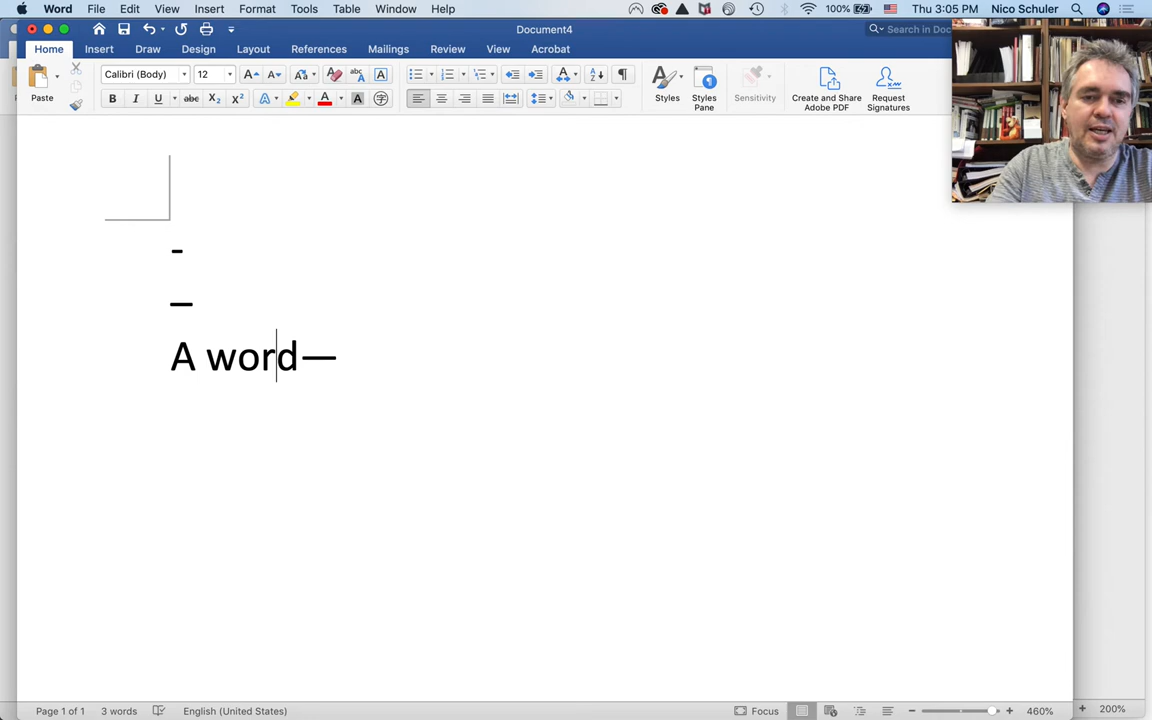 Word File Edit View Insert Format Tools Table Window Help 100% Thu 3:05 PM Nico Schuler
Document4
Search in Doc
Home Insert Draw Design Layout References Mailings Review View Acrobat
Paste
Calibri (Body) 12
Styles
Styles Pane
Sensitivity
Create and Share Adobe PDF
Request Signatures
-
–
A word—
Page 1 of 1 3 words English (United States) Focus 460% 200%